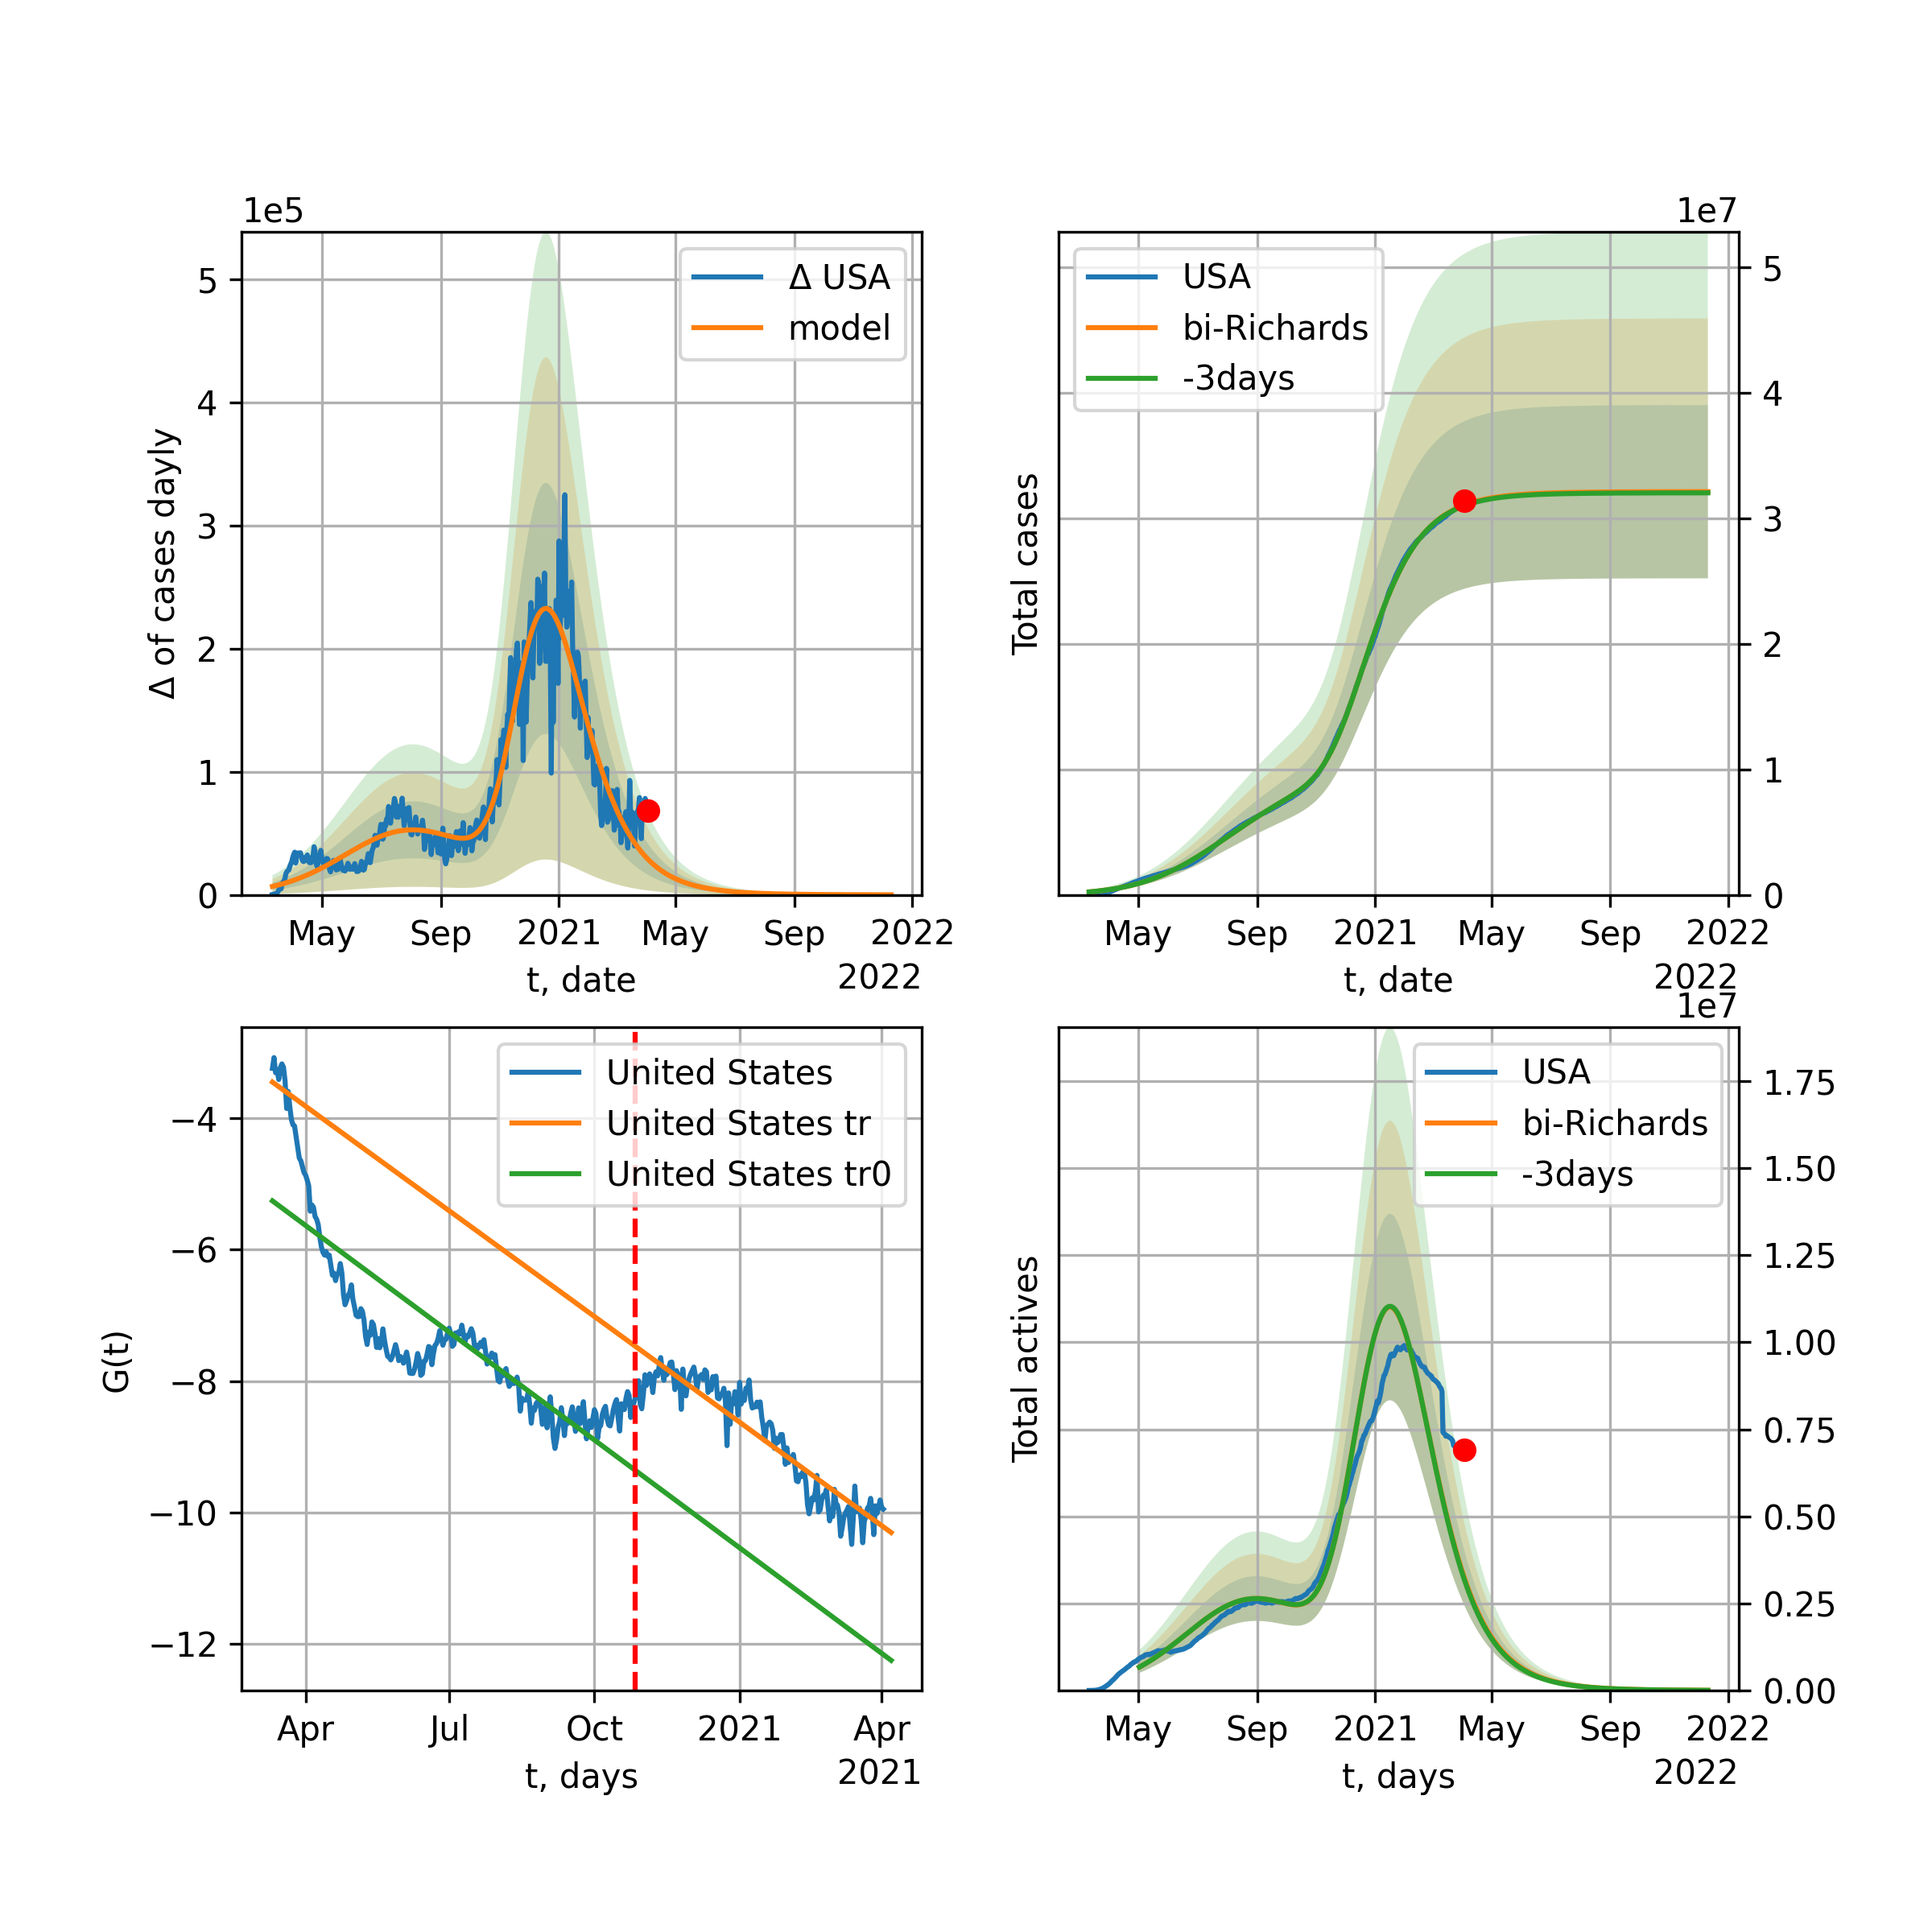 1e5
Δ USA
model
5
4
3
2
1
0
Δ of cases dayly
May
Sep
2021
May
Sep
2022
t, date
2022
1e7
USA
bi-Richards
-3days
Total cases
5
4
3
2
1
0
May
Sep
2021
May
Sep
2022
t, date
2022
United States
United States tr
United States tr0
−4
−6
−8
−10
−12
G(t)
Apr
Jul
Oct
2021
Apr
t, days
2021
1e7
USA
bi-Richards
-3days
Total actives
1.75
1.50
1.25
1.00
0.75
0.50
0.25
0.00
May
Sep
2021
May
Sep
2022
t, days
2022